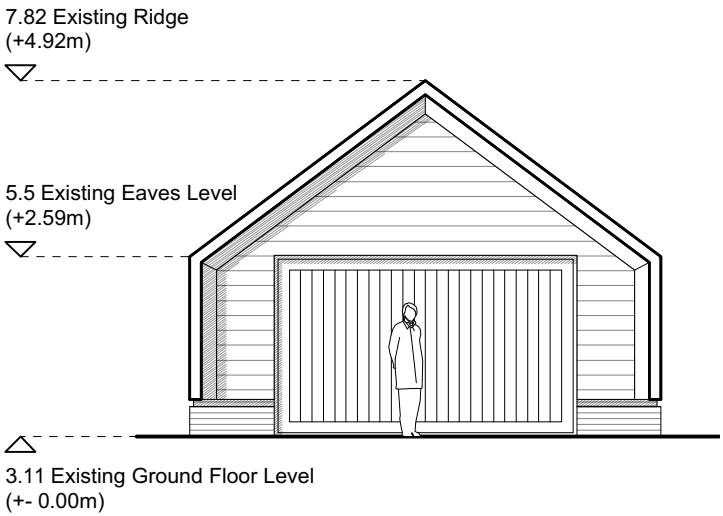 7.82 Existing Ridge
(+4.92m)
5.5 Existing Eaves Level
(+2.59m)
3.11 Existing Ground Floor Level
(+- 0.00m)